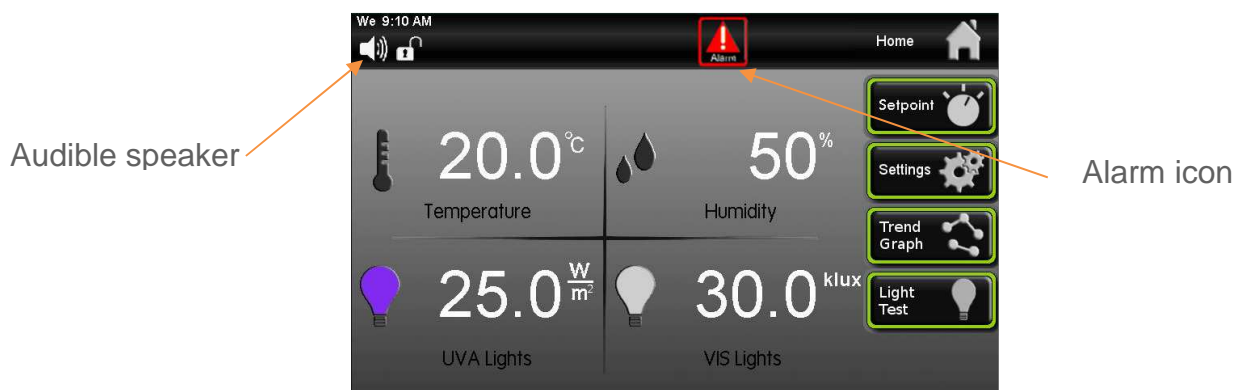 We 9:10 AM
Alarm
Home
Setpoint
Audible speaker
20.0°C
50%
Settings
Alarm icon
Temperature
Humidity
Trend
Graph
25.0 W/m²
30.0 klux
Light
Test
UVA Lights
VIS Lights